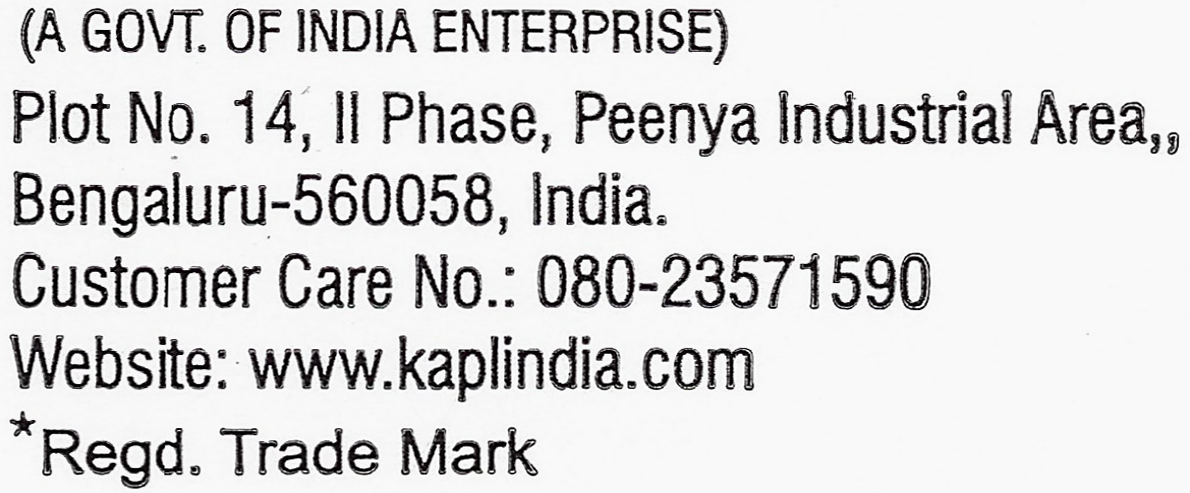 (A GOVT. OF INDIA ENTERPRISE)
Plot No. 14, II Phase, Peenya Industrial Area,,
Bengaluru-560058, India.
Customer Care No.: 080-23571590
Website: www.kaplindia.com
*Regd. Trade Mark